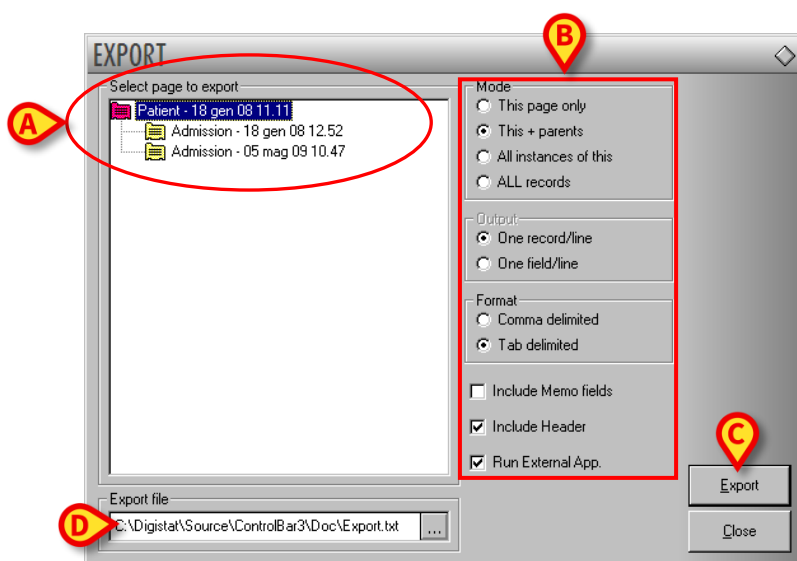 B
EXPORT
Select page to export
Patient - 18 gen 08 11.11
Admission - 18 gen 08 12.52
Admission - 05 mag 09 10.47
A
Mode
This page only
This + parents
All instances of this
ALL records
Output
One record/line
One field/line
Format
Comma delimited
Tab delimited
Include Memo fields
Include Header
Run External App.
C
Export
Close
Export file
D
C:\Digistat\Source\ControlBar3\Doc\Export.txt
...